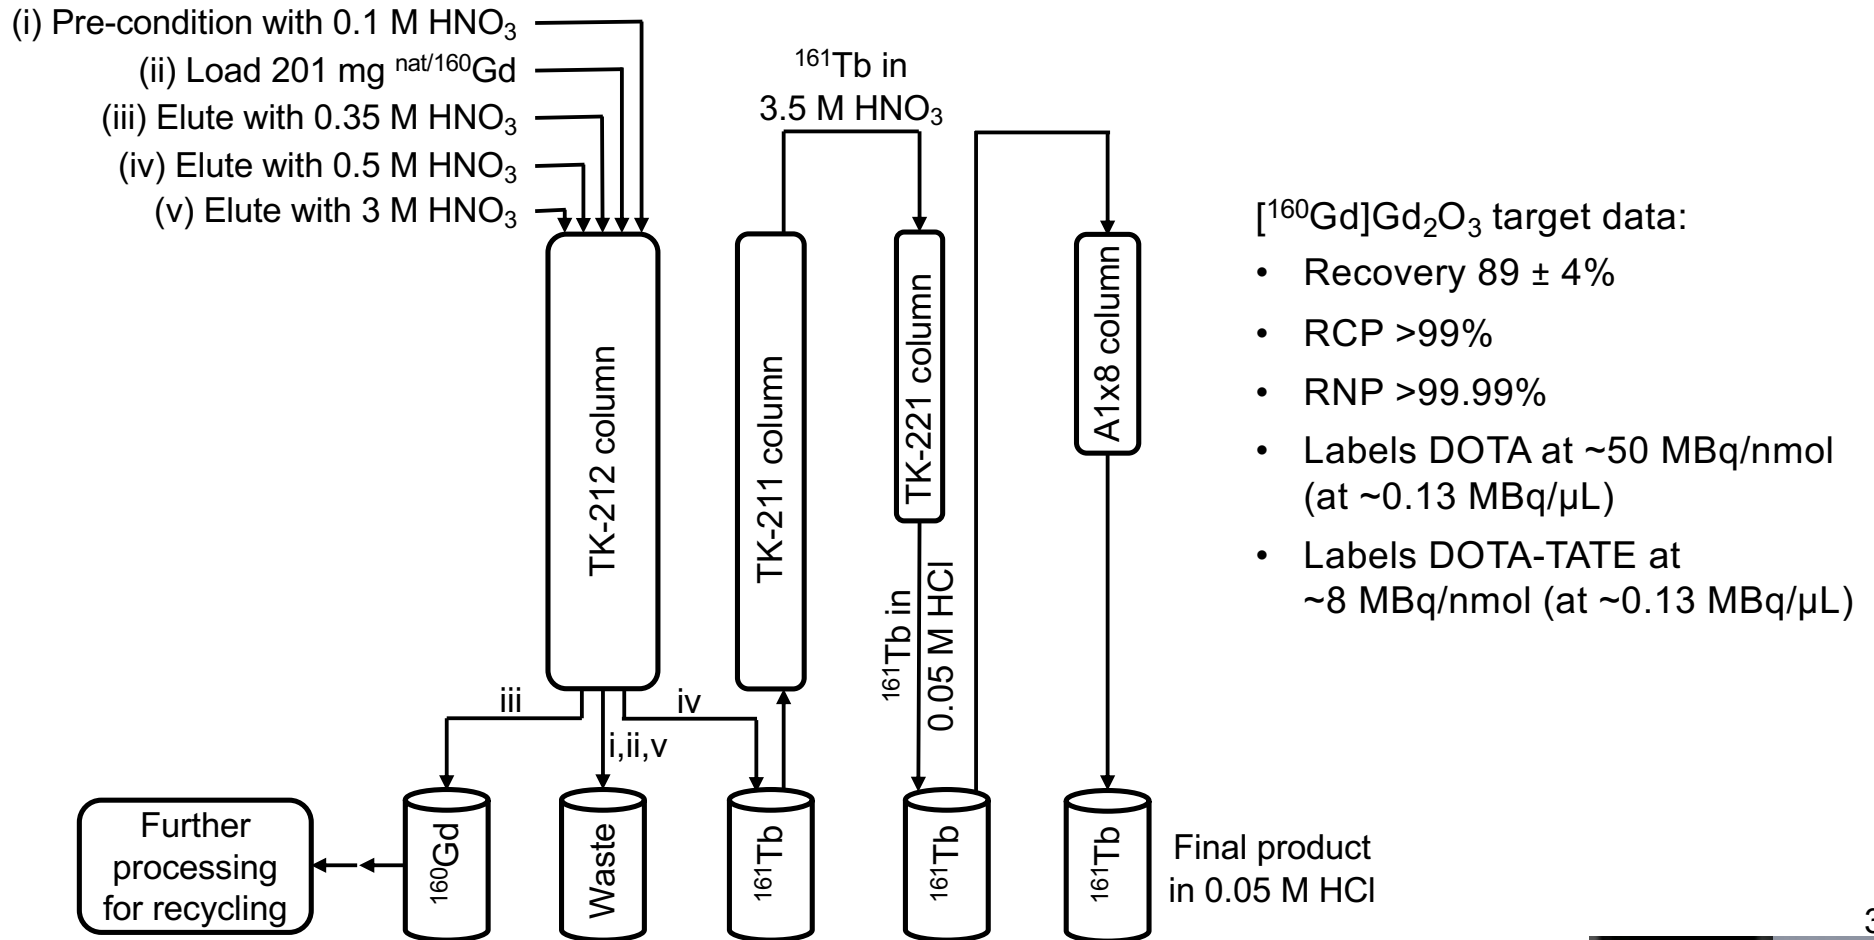 (i) Pre-condition with 0.1 M HNO₃
(ii) Load 201 mg ⁿᵃᵗ/¹⁶⁰Gd
(iii) Elute with 0.35 M HNO₃
(iv) Elute with 0.5 M HNO₃
(v) Elute with 3 M HNO₃
¹⁶¹Tb in
3.5 M HNO₃
TK-212 column
TK-211 column
TK-221 column
A1x8 column
iii
i,ii,v
iv
¹⁶¹Tb in
0.05 M HCl
Further
processing
for recycling
¹⁶⁰Gd
Waste
¹⁶¹Tb
¹⁶¹Tb
¹⁶¹Tb
Final product
in 0.05 M HCl
[¹⁶⁰Gd]Gd₂O₃ target data:
• Recovery 89 ± 4%
• RCP >99%
• RNP >99.99%
• Labels DOTA at ~50 MBq/nmol
(at ~0.13 MBq/µL)
• Labels DOTA-TATE at
~8 MBq/nmol (at ~0.13 MBq/µL)